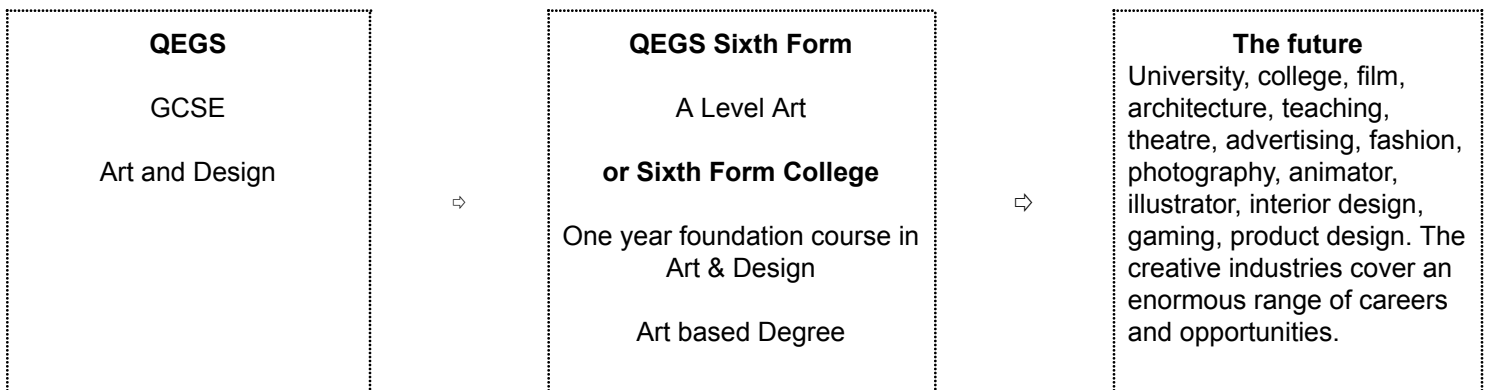 QEGS
GCSE
Art and Design
⇨
QEGS Sixth Form
A Level Art
or Sixth Form College
One year foundation course in
Art & Design
Art based Degree
⇨
The future
University, college, film,
architecture, teaching,
theatre, advertising, fashion,
photography, animator,
illustrator, interior design,
gaming, product design. The
creative industries cover an
enormous range of careers
and opportunities.